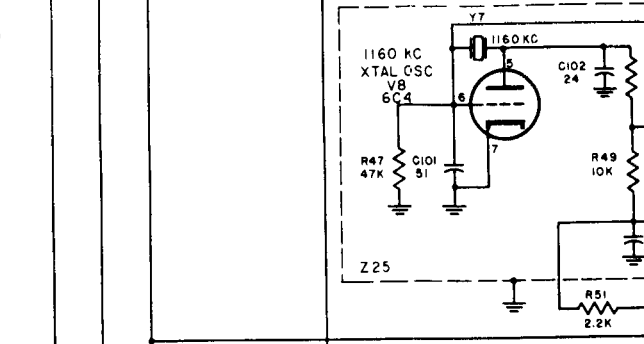 Y7
1160 KC
1160 KC
XTAL OSC
V8
6C4
5
6
7
C102
24
R47
47K
C101
51
R49
10K
Z25
R51
2.2K